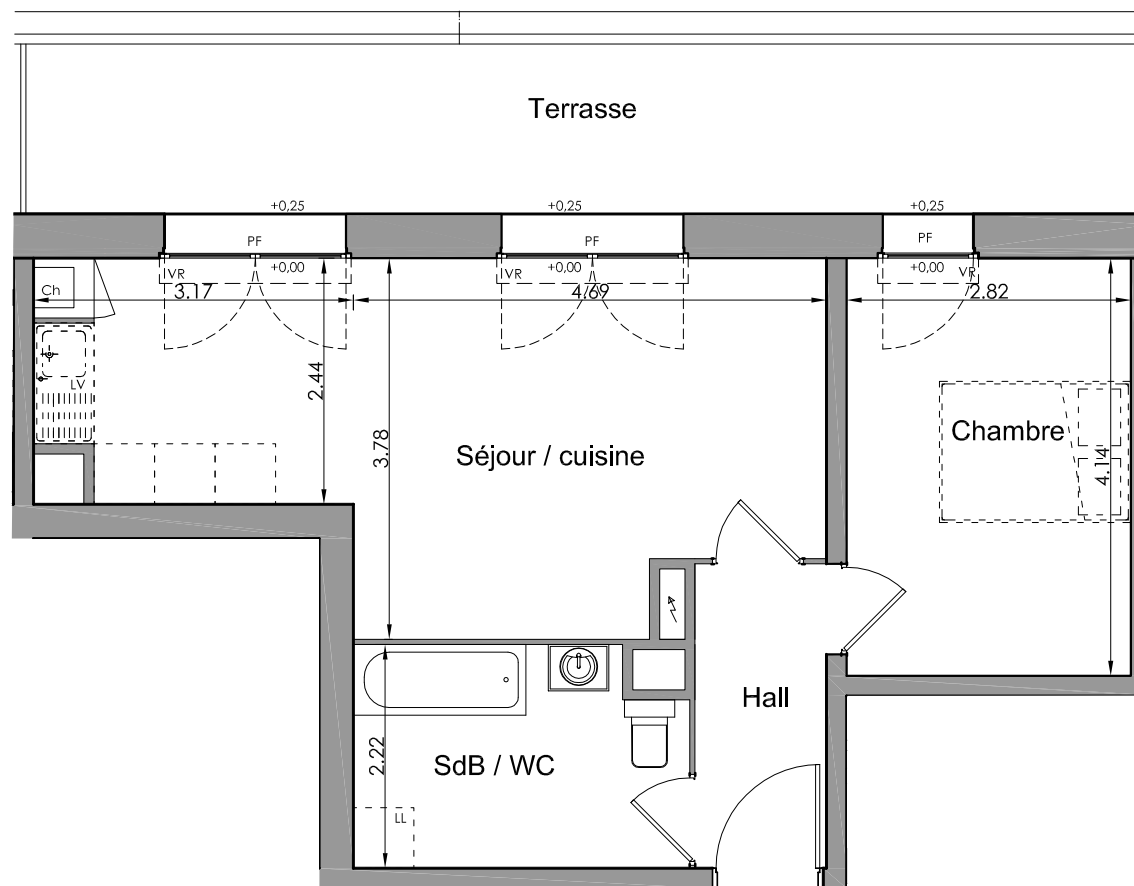 Terrasse
+0,25
+0,25
+0,25
PF
PF
PF
VR
+0,00
VR
+0,00
+0,00
VR
Ch
3.17
4.69
2.82
LV
2.44
3.78
Séjour / cuisine
Chambre
4.14
Hall
2.22
SdB / WC
LL